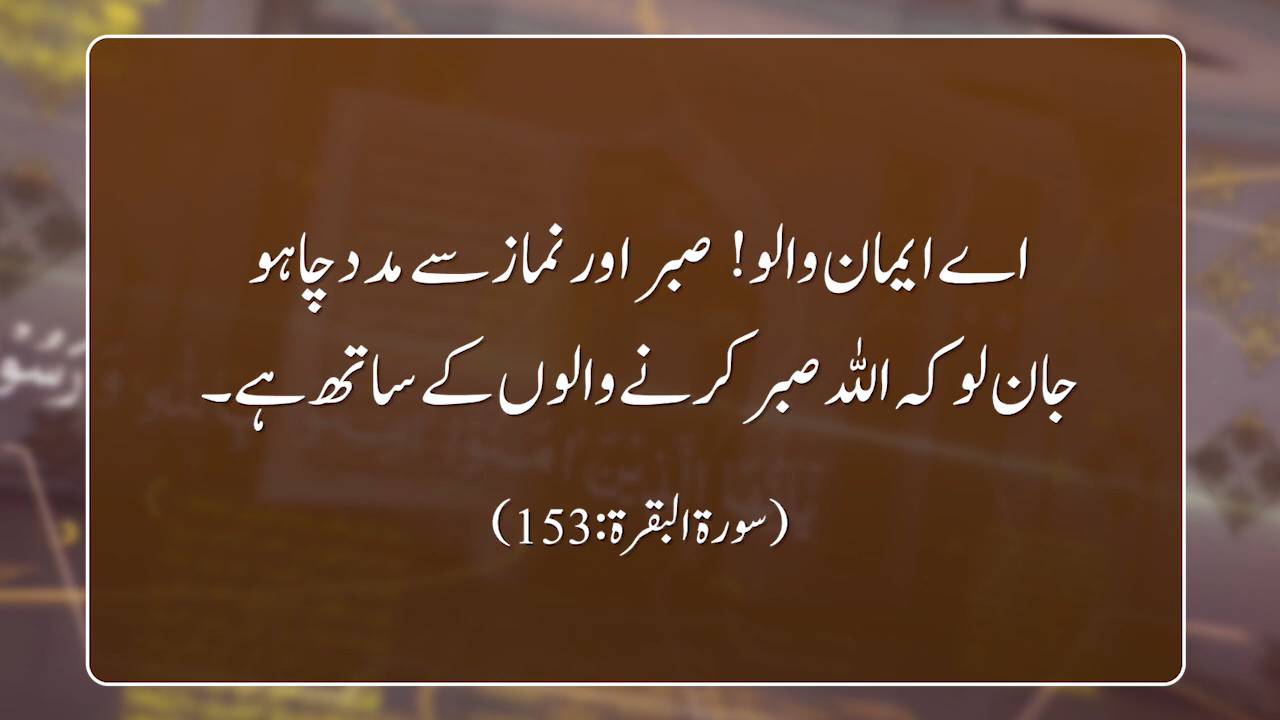 اے ایمان والو! صبر اور نماز سے مدد چاہو
جان لو کہ اللہ صبر کرنے والوں کے ساتھ ہے۔
(سورۃ البقرۃ:153)